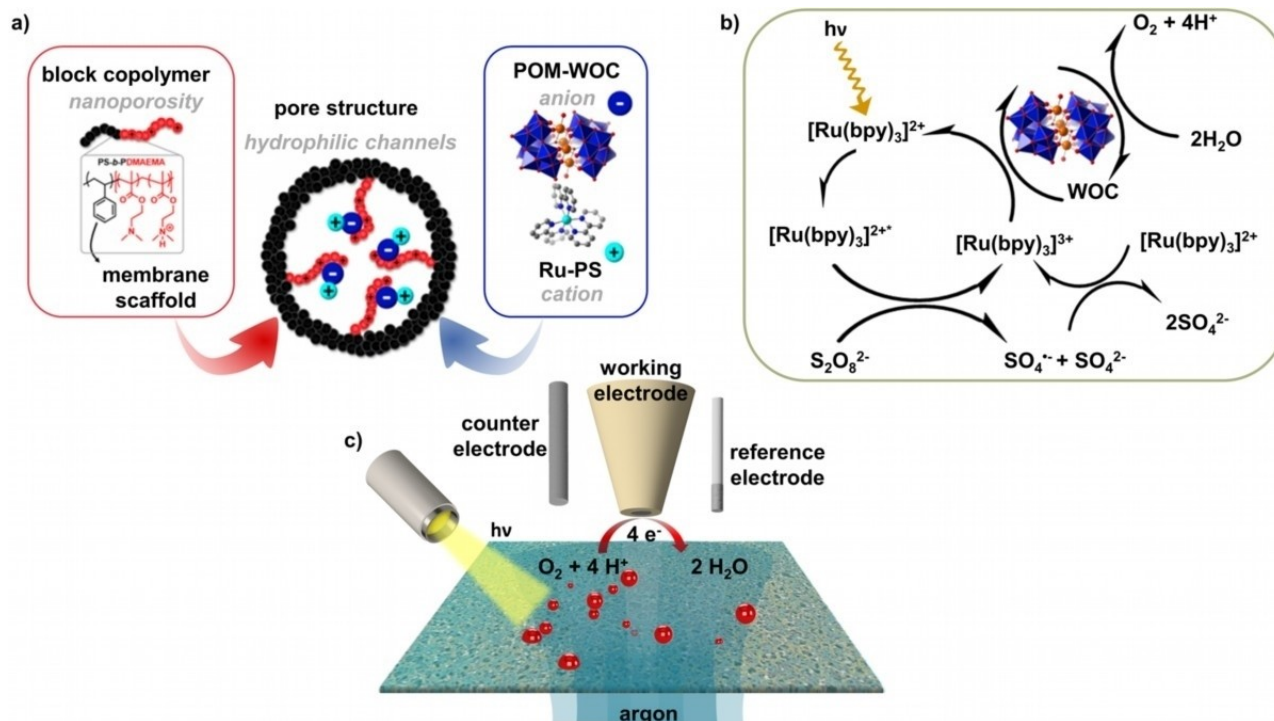 a)
block copolymer
nanoporosity
PS-b-PDMAEMA
O
O
O
O
N
N
H
⊕
membrane
scaffold
pore structure
hydrophilic channels
+
-
+
-
+
-
+
-
POM-WOC
anion
-
Ru-PS
+
cation
b)
hν
O₂ + 4H⁺
[Ru(bpy)₃]²⁺
2H₂O
WOC
[Ru(bpy)₃]²⁺*
[Ru(bpy)₃]³⁺
[Ru(bpy)₃]²⁺
2SO₄²⁻
S₂O₈²⁻
SO₄•⁻ + SO₄²⁻
c)
counter
electrode
working
electrode
reference
electrode
hν
4 e⁻
O₂ + 4 H⁺
2 H₂O
argon